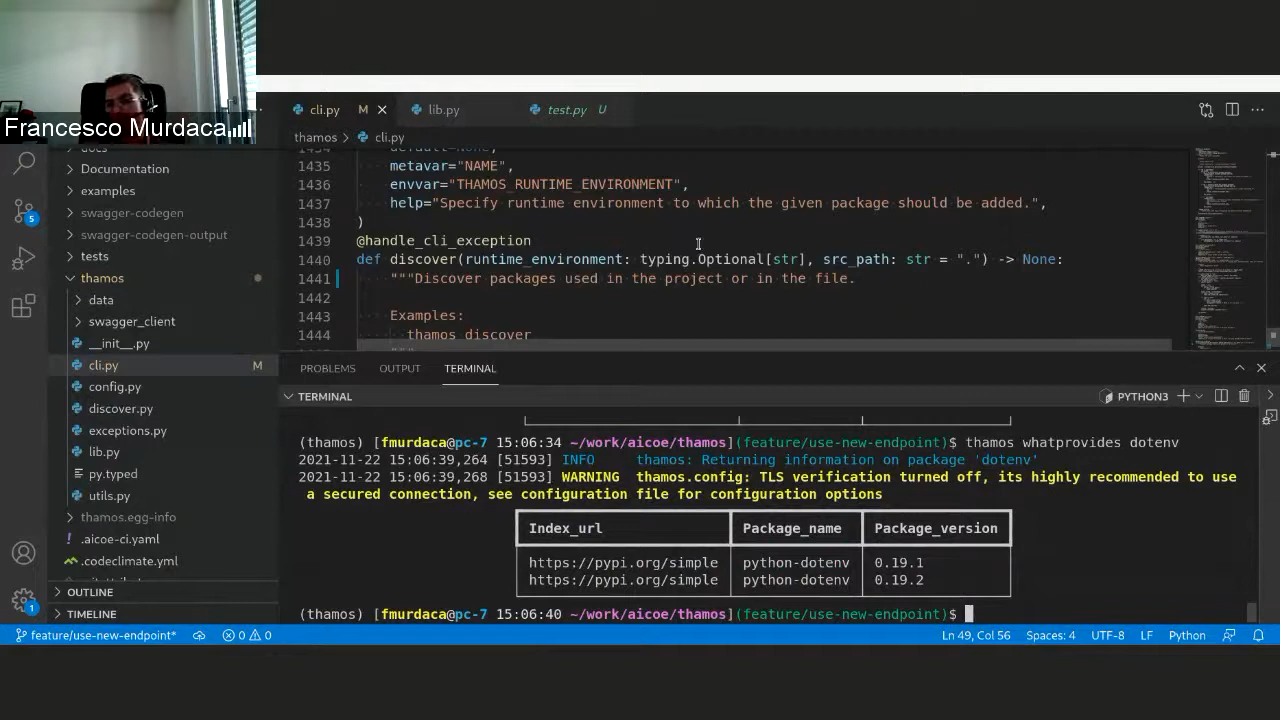 Francesco Murdaca
cli.py M
lib.py
test.py U
thamos > cli.py
docs
Documentation
examples
swagger-codegen
swagger-codegen-output
tests
thamos
data
swagger_client
__init__.py
cli.py M
config.py
discover.py
exceptions.py
lib.py
py.typed
utils.py
thamos.egg-info
.aicoe-ci.yaml
.codeclimate.yml
OUTLINE
TIMELINE
5
1
1434 default=None,
1435 metavar="NAME",
1436 envvar="THAMOS_RUNTIME_ENVIRONMENT",
1437 help="Specify runtime environment to which the given package should be added.",
1438 )
1439 @handle_cli_exception
1440 def discover(runtime_environment: typing.Optional[str], src_path: str = ".") -> None:
1441 """Discover packages used in the project or in the file.
1442
1443 Examples:
1444 thamos discover
PROBLEMS OUTPUT TERMINAL
TERMINAL PYTHON3
(thamos) [fmurdaca@pc-7 15:06:34 ~/work/aicoe/thamos](feature/use-new-endpoint)$ thamos whatprovides dotenv
2021-11-22 15:06:39,264 [51593] INFO thamos: Returning information on package 'dotenv'
2021-11-22 15:06:39,268 [51593] WARNING thamos.config: TLS verification turned off, its highly recommended to use
a secured connection, see configuration file for configuration options
Index_url Package_name Package_version
https://pypi.org/simple python-dotenv 0.19.1
https://pypi.org/simple python-dotenv 0.19.2
(thamos) [fmurdaca@pc-7 15:06:40 ~/work/aicoe/thamos](feature/use-new-endpoint)$
feature/use-new-endpoint* 0 0 Ln 49, Col 56 Spaces: 4 UTF-8 LF Python